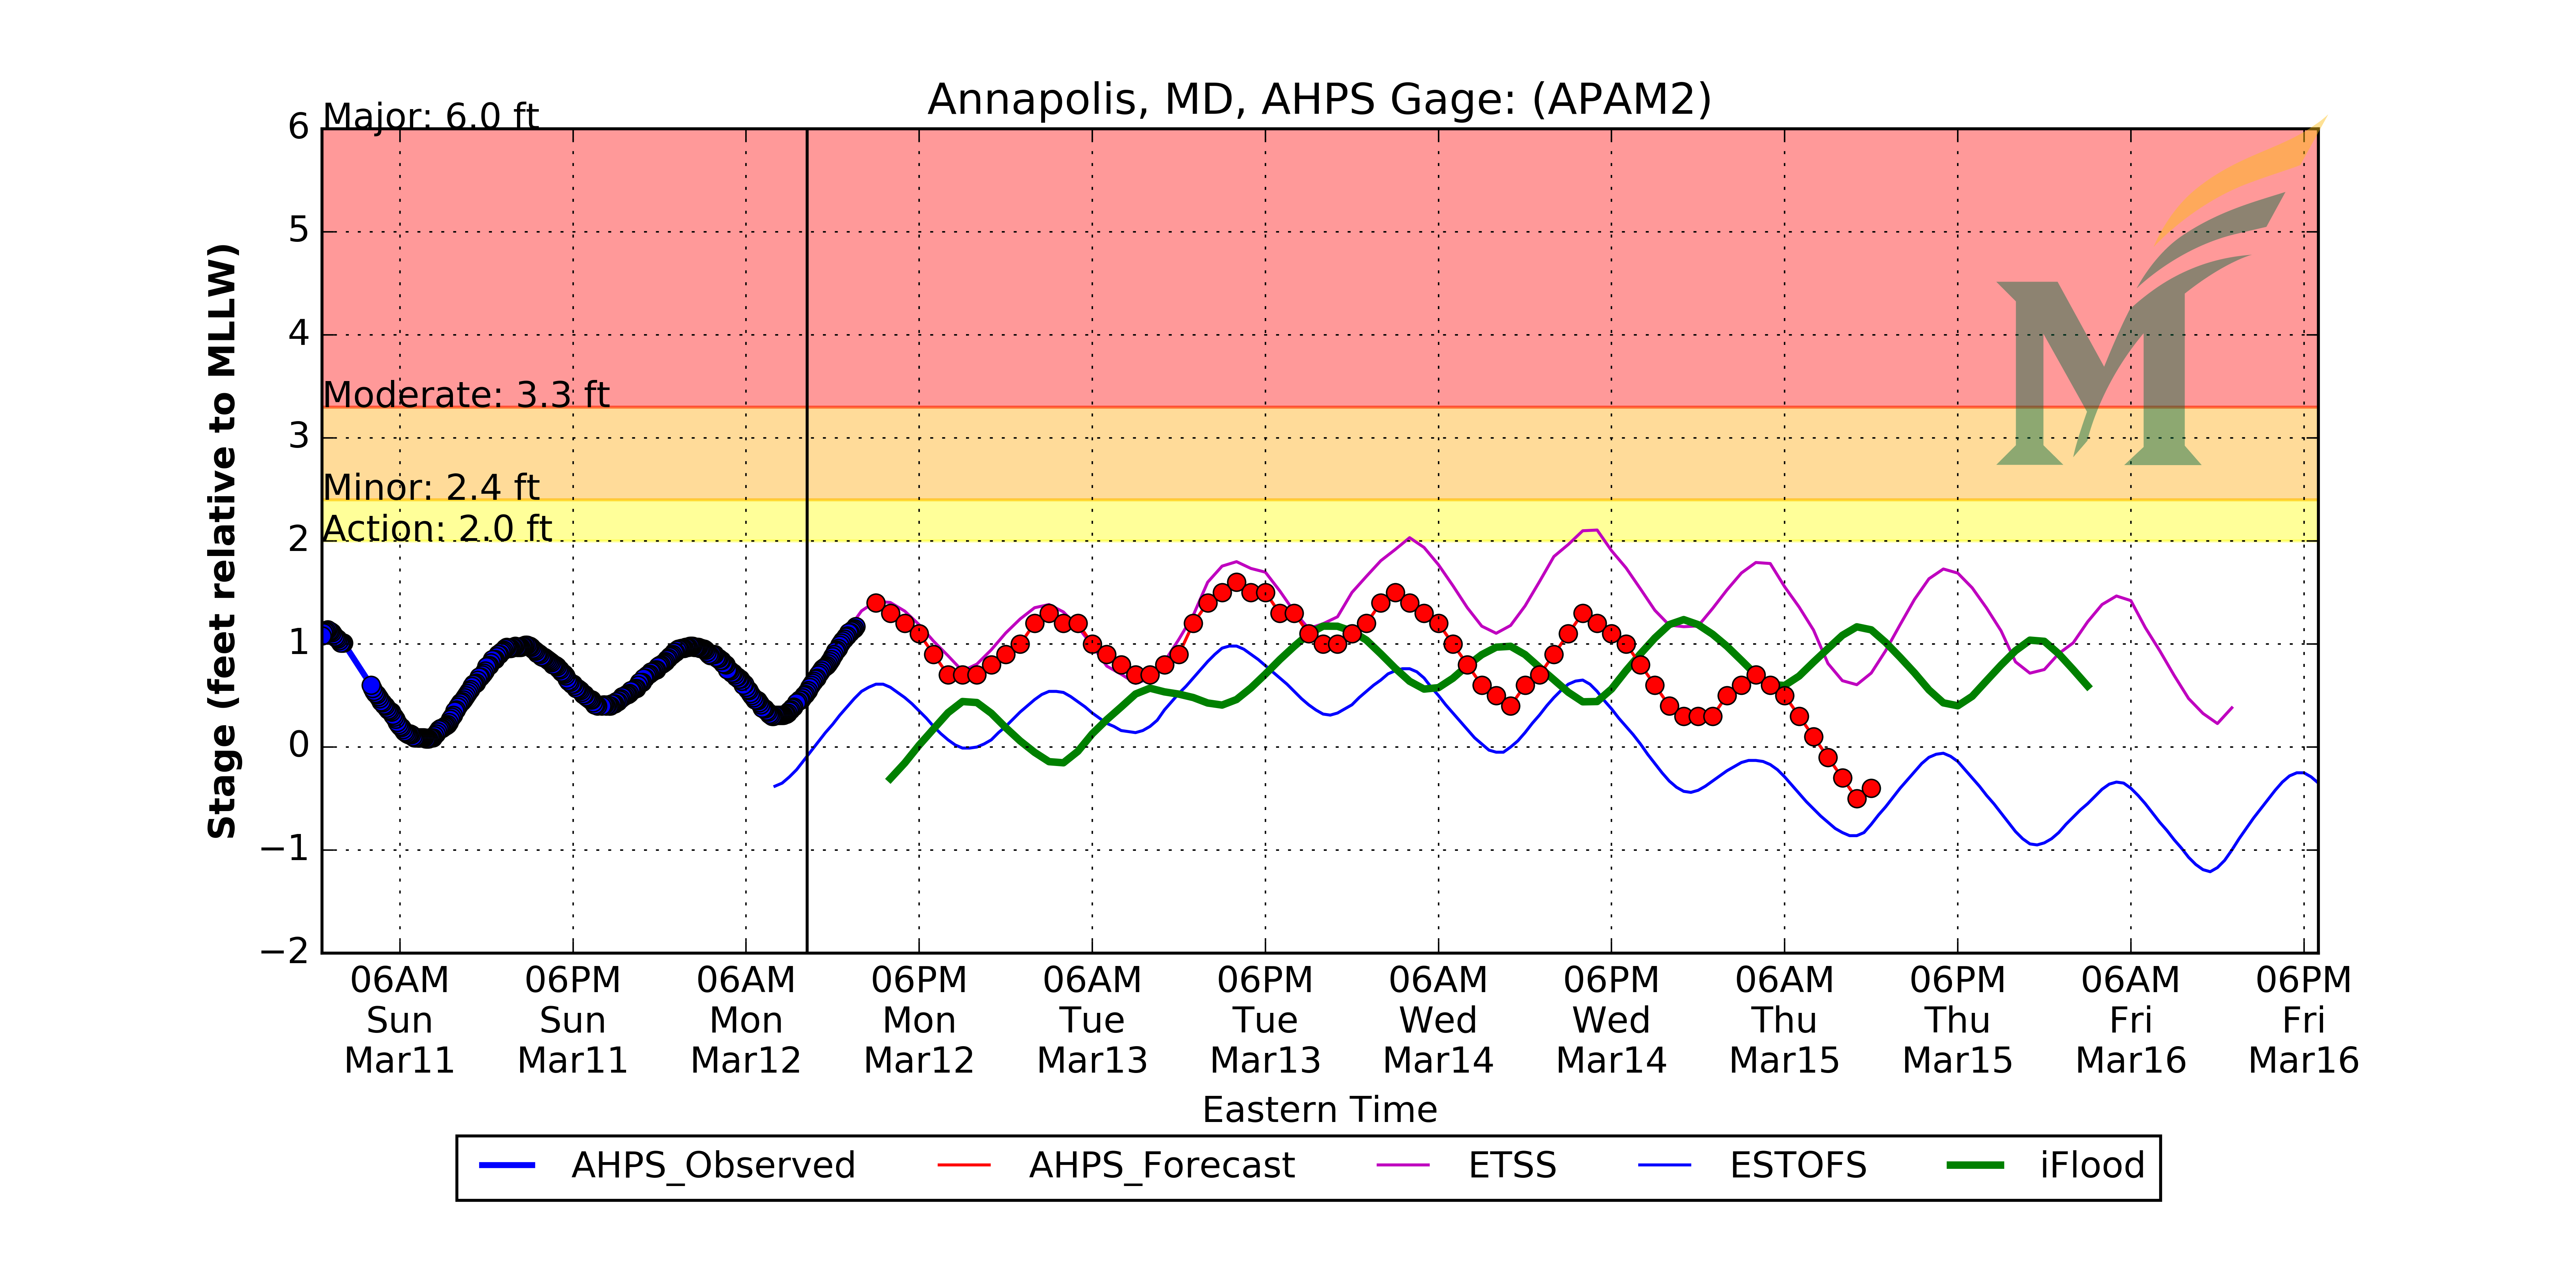 Annapolis, MD, AHPS Gage: (APAM2)
Major: 6.0 ft
Moderate: 3.3 ft
Minor: 2.4 ft
Action: 2.0 ft
6
5
4
3
2
1
0
−1
−2
Stage (feet relative to MLLW)
06AM 06PM 06AM 06PM 06AM 06PM 06AM 06PM 06AM 06PM 06AM 06PM
Sun Sun Mon Mon Tue Tue Wed Wed Thu Thu Fri Fri
Mar11 Mar11 Mar12 Mar12 Mar13 Mar13 Mar14 Mar14 Mar15 Mar15 Mar16 Mar16
Eastern Time
AHPS_Observed AHPS_Forecast ETSS ESTOFS iFlood
M